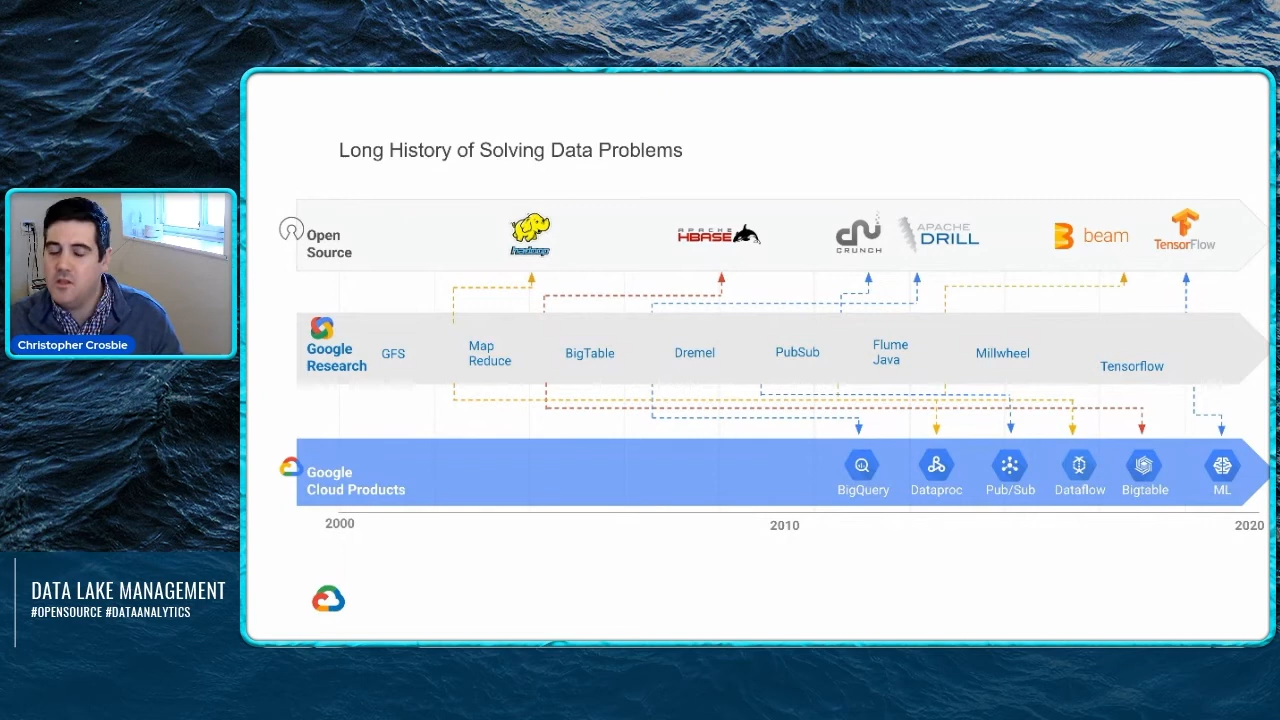 Long History of Solving Data Problems
Open
Source
hadoop
APACHE
HBASE
CRUNCH
APACHE
DRILL
beam
TensorFlow
Google
Research
GFS
Map
Reduce
BigTable
Dremel
PubSub
Flume
Java
Millwheel
Tensorflow
Google
Cloud Products
BigQuery
Dataproc
Pub/Sub
Dataflow
Bigtable
ML
2000
2010
2020
Christopher Crosbie
DATA LAKE MANAGEMENT
#OPENSOURCE #DATAANALYTICS